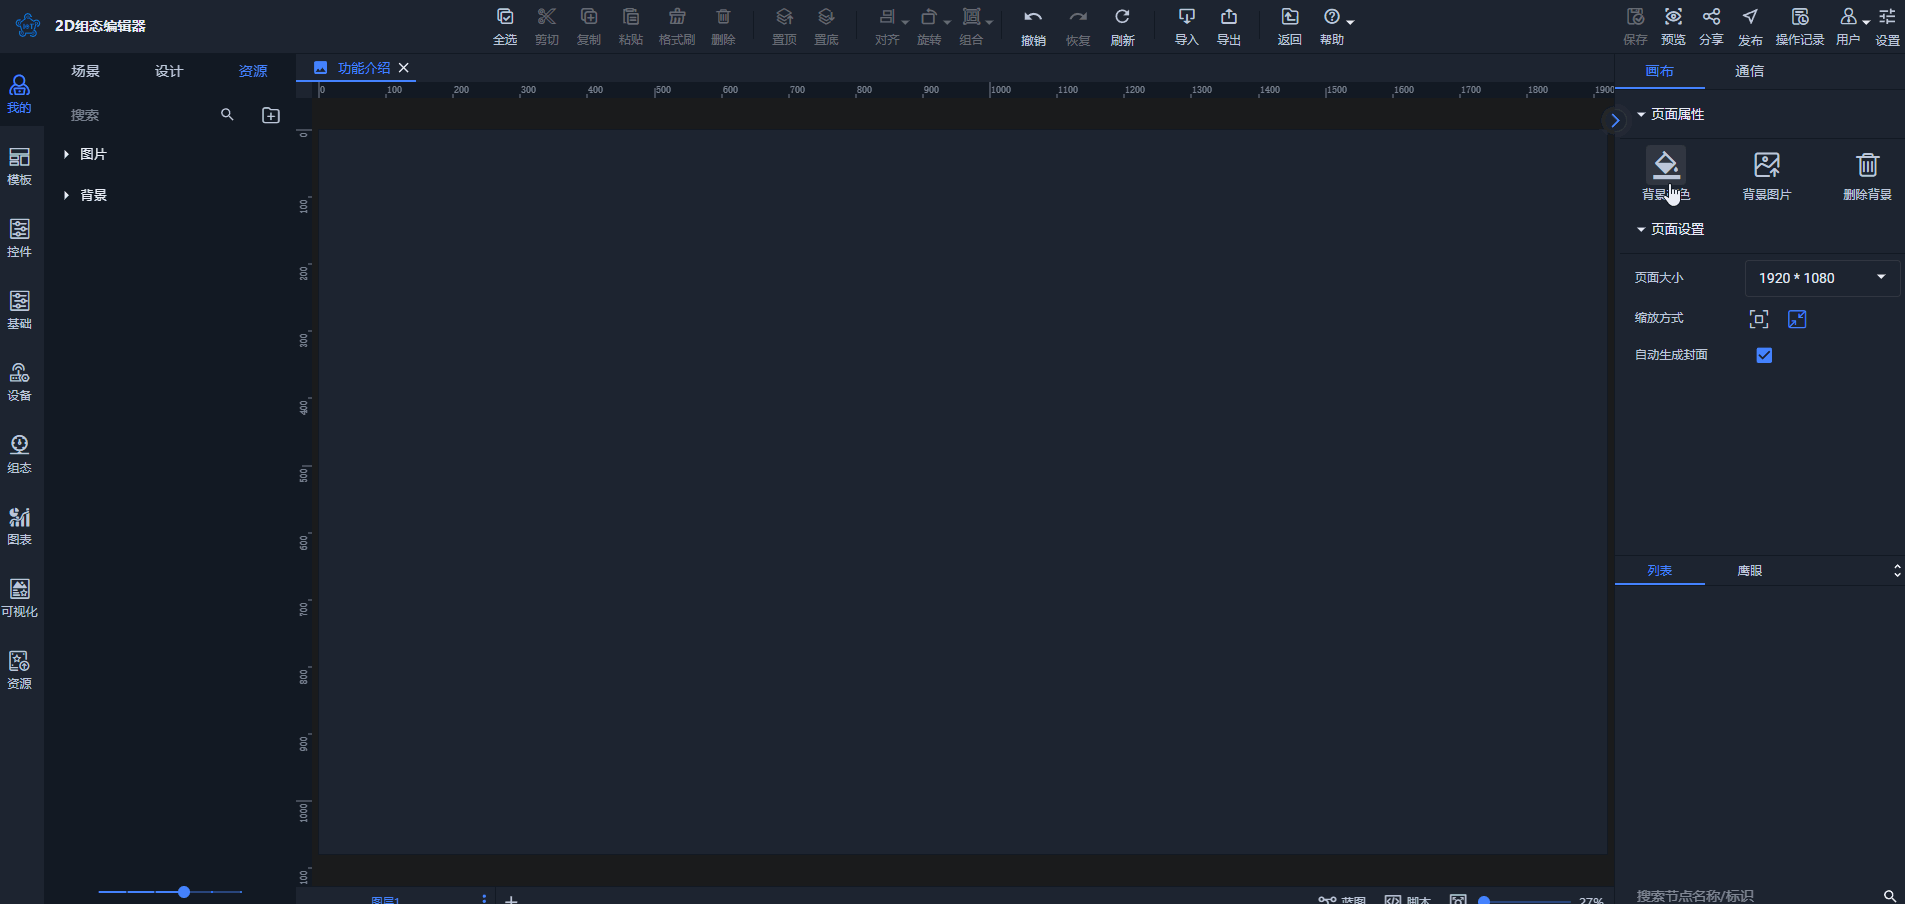 2D组态编辑器
全选 剪切 复制 粘贴 格式刷 删除 置顶 置底 对齐 旋转 组合 撤销 恢复 刷新 导入 导出 返回 帮助 保存 预览 分享 发布 操作记录 用户 设置
场景 设计 资源
功能介绍
画布 通信
0 100 200 300 400 500 600 700 800 900 1000 1100 1200 1300 1400 1500 1600 1700 1800 1900
我的
搜索
页面属性
0
图片
模板
背景
背景 色 背景图片 删除背景
100
控件
页面设置
200
页面大小 1920 * 1080
基础
缩放方式
300
自动生成封面
设备
400
组态
500
图表
600
列表 鹰眼
可视化
700
资源
800
900
1000
100
图层1
蓝图 脚本 27%
搜索节点名称/标识